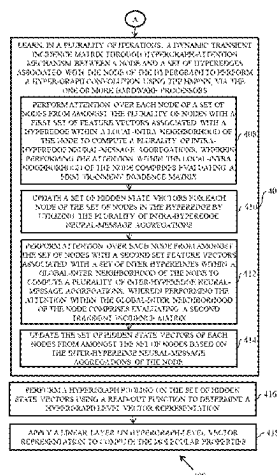 A
LEARN, IN A PLURALITY OF ITERATIONS, A DYNAMIC TRANSIENT
INCIDENCE MATRIX THROUGH HYPERGRAPH ATTENTION
MECHANISM BETWEEN A NODE AND A SET OF HYPEREDGES
ASSOCIATED WITH THE NODE OF THE HYPERGRAPH TO PERFORM
A HYPERGRAPH CONVOLUTION USING THE HMPNN, VIA THE
ONE OR MORE HARDWARE PROCESSORS
PERFORM ATTENTION OVER EACH NODE OF A SET OF
NODES FROM AMONGST THE PLURALITY OF NODES WITH A
FIRST SET OF FEATURE VECTORS ASSOCIATED WITH A
HYPEREDGE WITHIN A LOCAL-INTRA NEIGHBORHOOD OF
THE NODE TO COMPUTE A PLURALITY OF INTRA-
HYPEREDGE NEURAL-MESSAGE AGGREGATIONS, WHEREIN
PERFORMING THE ATTENTION WITHIN THE LOCAL-INTRA
NEIGHBORHOOD OF THE NODE COMPRISES EVALUATING A
FIRST TRANSIENT INCIDENCE MATRIX
UPDATE A SET OF HIDDEN STATE VECTORS FOR EACH
NODE OF THE SET OF NODES IN THE HYPEREDGE BY
UTILIZING THE PLURALITY OF INTRA-HYPEREDGE
NEURAL-MESSAGE AGGREGATIONS
410
PERFORM ATTENTION OVER EACH NODE FROM AMONGST
THE SET OF NODES WITH A SECOND SET FEATURE VECTORS
ASSOCIATED WITH A SET OF HYPEREDGES WITHIN A
GLOBAL-INTER NEIGHBORHOOD OF THE NODE TO
COMPUTE A PLURALITY OF INTER-HYPEREDGE NEURAL-
MESSAGE AGGREGATIONS, WHEREIN PERFORMING THE
ATTENTION WITHIN THE GLOBAL-INTER NEIGHBORHOOD
OF THE NODE COMPRISES EVALUATING A SECOND
TRANSIENT INCIDENCE MATRIX
412
UPDATE THE SET OF HIDDEN STATE VECTORS OF EACH
NODES FROM AMONGST THE SET OF NODES BASED ON
THE INTER-HYPEREDGE NEURAL-MESSAGE
AGGREGATIONS OF THE NODE
414
PERFORM A HYPERGRAPH POOLING ON THE SET OF HIDDEN
STATE VECTORS USING A READ-OUT FUNCTION TO DETERMINE A
HYPERGRAPH LEVEL VECTOR REPRESENTATION
416
APPLY A LINEAR LAYER ON HYPERGRAPH-LEVEL VECTOR
REPRESENTATION TO COMPUTE THE MOLECULAR PROPERTIES
418